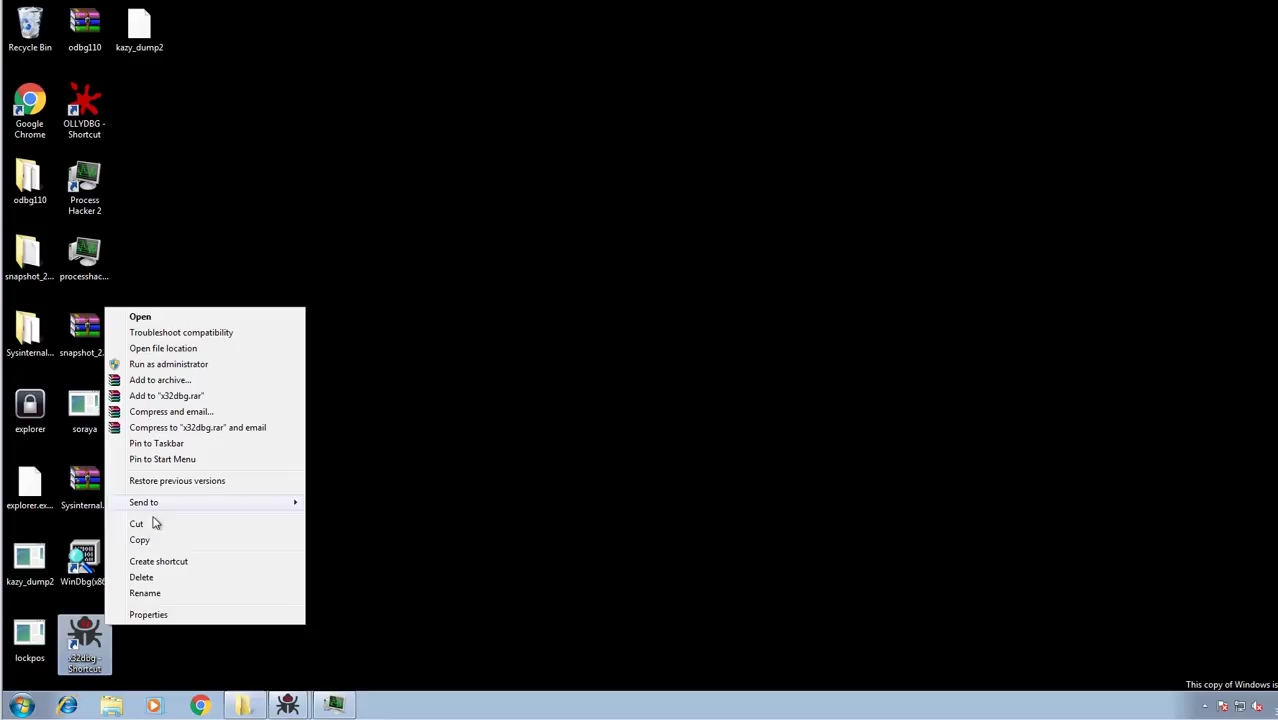 Recycle Bin
odbg110
kazy_dump2
Google
Chrome
OLLYDBG -
Shortcut
odbg110
Process
Hacker 2
snapshot_2...
processhac...
Sysinternal...
snapshot_2...
explorer
soraya
explorer.ex...
Sysinternal...
kazy_dump2
WinDbg(x86
lockpos
x32dbg -
Shortcut
Open
Troubleshoot compatibility
Open file location
Run as administrator
Add to archive...
Add to "x32dbg.rar"
Compress and email...
Compress to "x32dbg.rar" and email
Pin to Taskbar
Pin to Start Menu
Restore previous versions
Send to
Cut
Copy
Create shortcut
Delete
Rename
Properties
This copy of Windows is